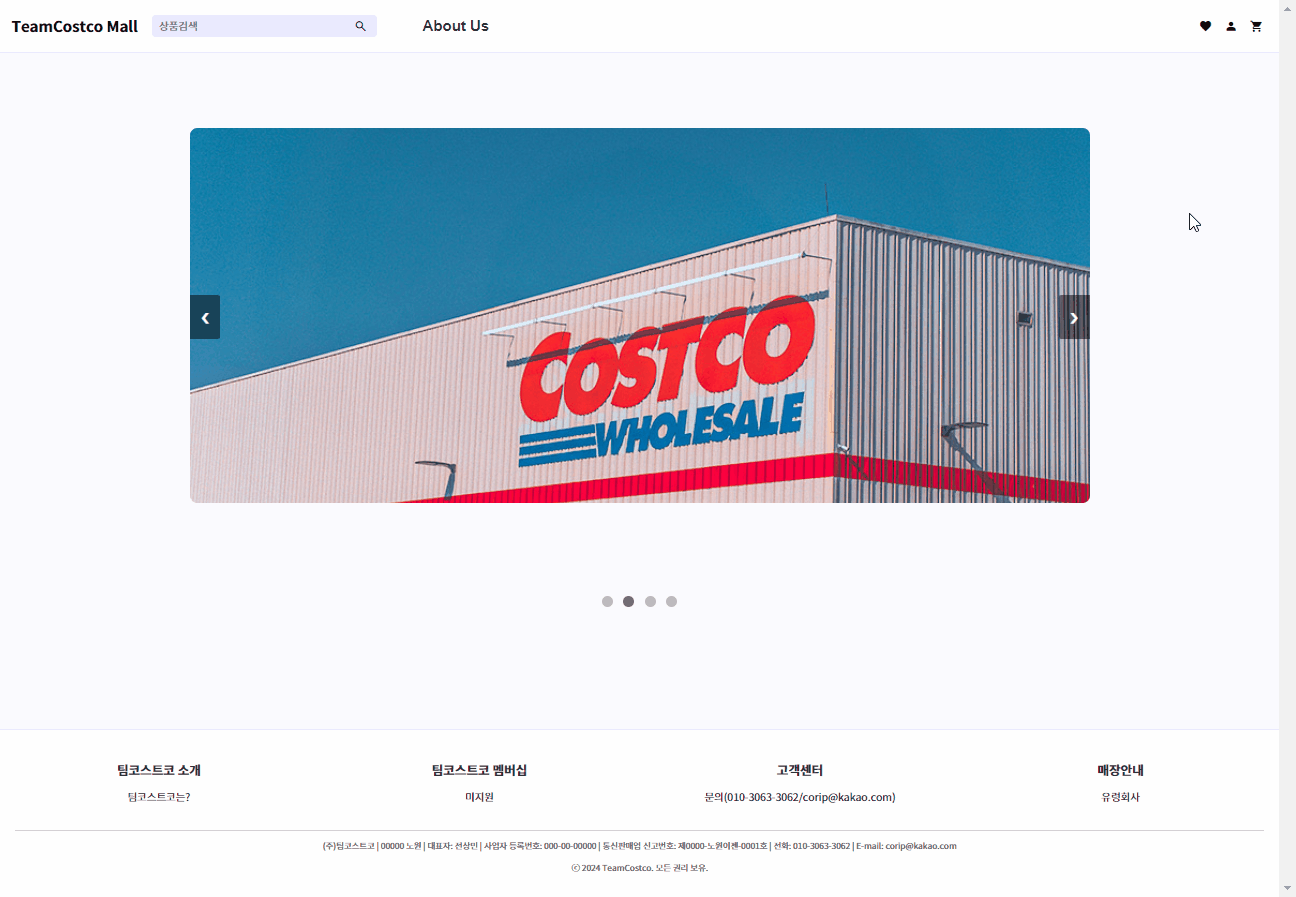 TeamCostco Mall
상품검색
About Us
COSTCO
WHOLESALE
팀코스트코 소개
팀코스트코 멤버십
고객센터
매장안내
팀코스트코는?
미지원
문의(010-3063-3062/corip@kakao.com)
유령회사
(주)팀코스트코 | 00000 노원 | 대표자: 선상민 | 사업자 등록번호: 000-00-00000 | 통신판매업 신고번호: 제0000-노원이젠-0001호 | 전화: 010-3063-3062 | E-mail: corip@kakao.com
ⓒ 2024 TeamCostco. 모든 권리 보유.